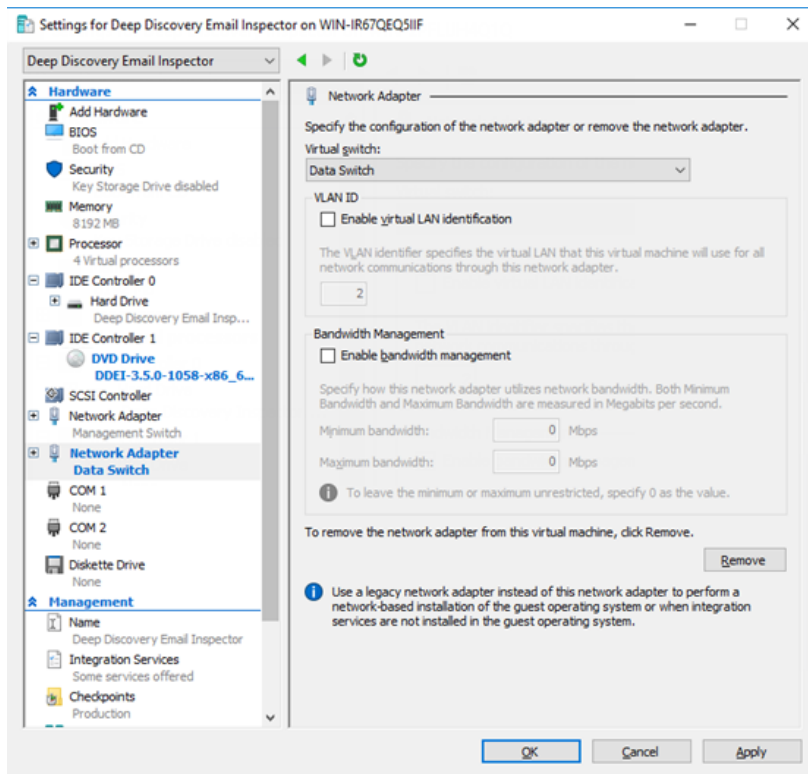 Settings for Deep Discovery Email Inspector on WIN-IR67QEQ5IIF
Deep Discovery Email Inspector
Hardware
Add Hardware
BIOS
Boot from CD
Security
Key Storage Drive disabled
Memory
8192 MB
Processor
4 Virtual processors
IDE Controller 0
Hard Drive
Deep Discovery Email Insp...
IDE Controller 1
DVD Drive
DDEI-3.5.0-1058-x86_6...
SCSI Controller
Network Adapter
Management Switch
Network Adapter
Data Switch
COM 1
None
COM 2
None
Diskette Drive
None
Management
Name
Deep Discovery Email Inspector
Integration Services
Some services offered
Checkpoints
Production
Network Adapter
Specify the configuration of the network adapter or remove the network adapter.
Virtual switch:
Data Switch
VLAN ID
Enable virtual LAN identification
The VLAN identifier specifies the virtual LAN that this virtual machine will use for all
network communications through this network adapter.
2
Bandwidth Management
Enable bandwidth management
Specify how this network adapter utilizes network bandwidth. Both Minimum
Bandwidth and Maximum Bandwidth are measured in Megabits per second.
Minimum bandwidth: 0 Mbps
Maximum bandwidth: 0 Mbps
To leave the minimum or maximum unrestricted, specify 0 as the value.
To remove the network adapter from this virtual machine, click Remove.
Remove
Use a legacy network adapter instead of this network adapter to perform a
network-based installation of the guest operating system or when integration
services are not installed in the guest operating system.
OK Cancel Apply